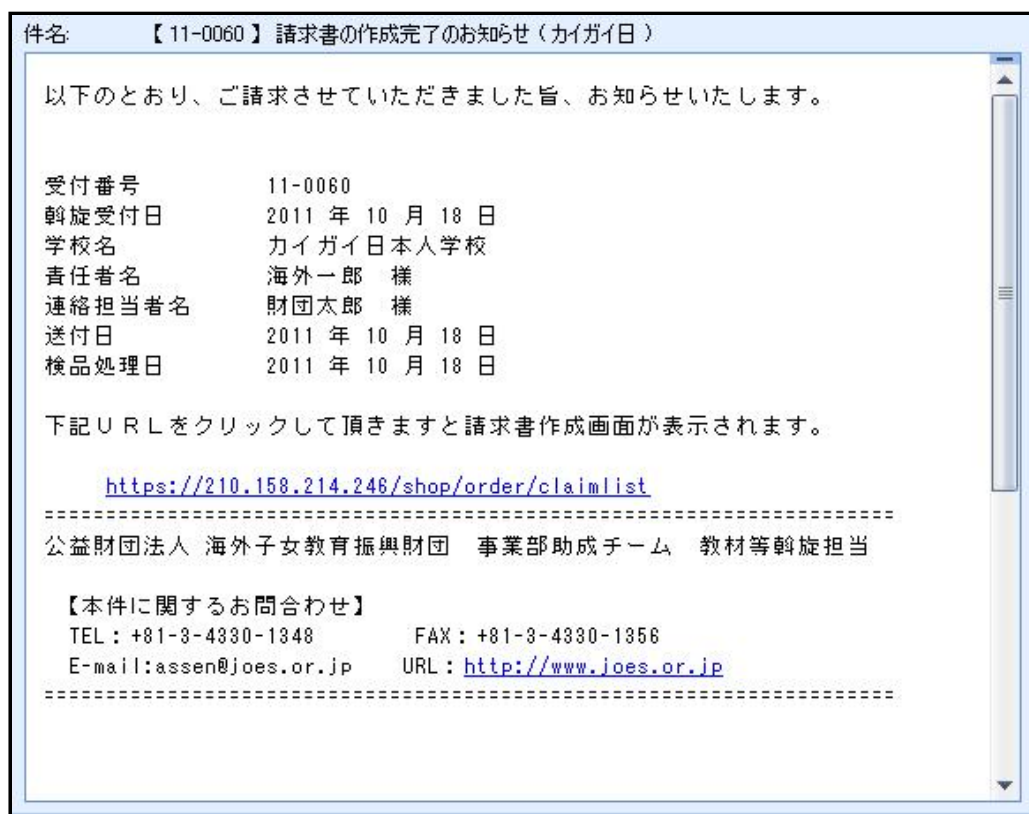 件名: 【 11-0060 】 請求書の作成完了のお知らせ（カイガイ日）
以下のとおり、ご請求させていただきました旨、お知らせいたします。
受付番号 11-0060
斡旋受付日 2011 年 10 月 18 日
学校名 カイガイ日本人学校
責任者名 海外一郎 様
連絡担当者名 財団太郎 様
送付日 2011 年 10 月 18 日
検品処理日 2011 年 10 月 18 日
下記ＵＲＬをクリックして頂きますと請求書作成画面が表示されます。
https://210.158.214.246/shop/order/claimlist
====================================================================
公益財団法人 海外子女教育振興財団 事業部助成チーム 教材等斡旋担当
【本件に関するお問合わせ】
TEL：+81-3-4330-1348 FAX：+81-3-4330-1356
E-mail:assen@joes.or.jp URL：http://www.joes.or.jp
====================================================================